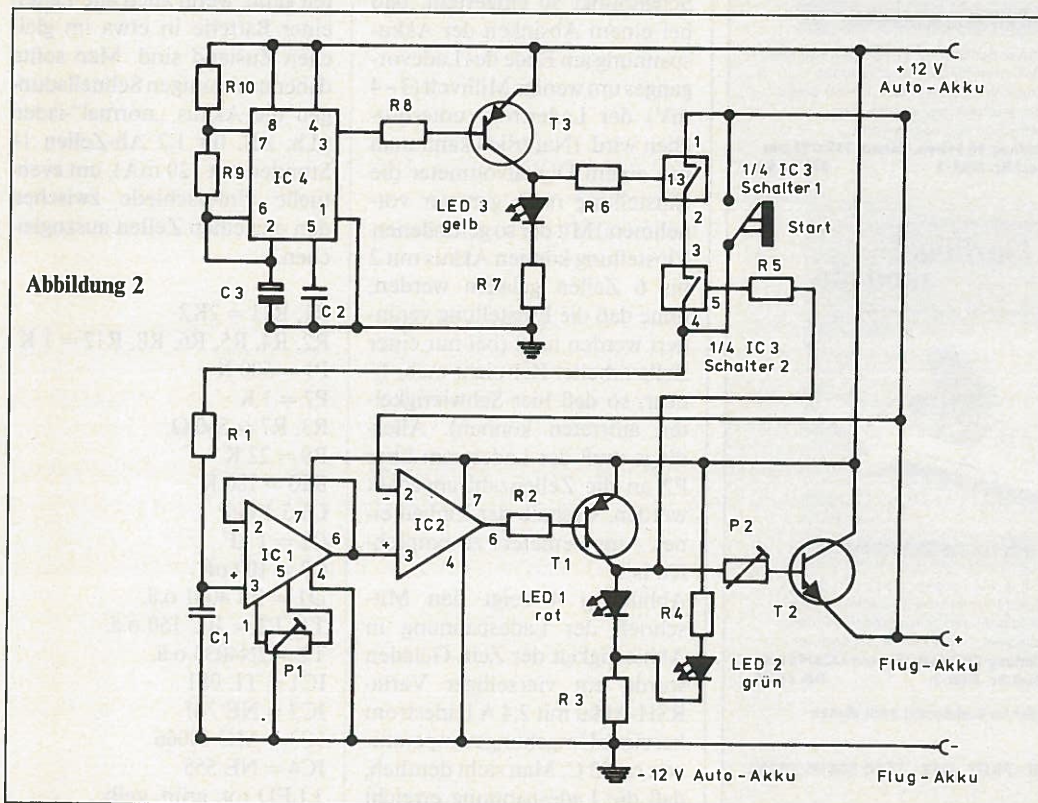 + 12 V
Auto-Akku
R10
R8
T3
8 4
7 3
IC 4
R9
6 1
2 5
LED 3
gelb
R6
1
13
2
1/4 IC 3
Schalter 1
Start
3
5
4
R5
1/4 IC 3
Schalter 2
Abbildung 2
C3
C2
R7
R1
- 2
7
IC 1
6
5 4
+ 3
1
C1
P1
- 2
7
IC2
6
+ 3
4
R2
T1
LED 1
rot
R3
R4
P2
T2
LED 2
grün
C+
Flug-Akku
C-
- 12 V Auto-Akku
Flug-Akku